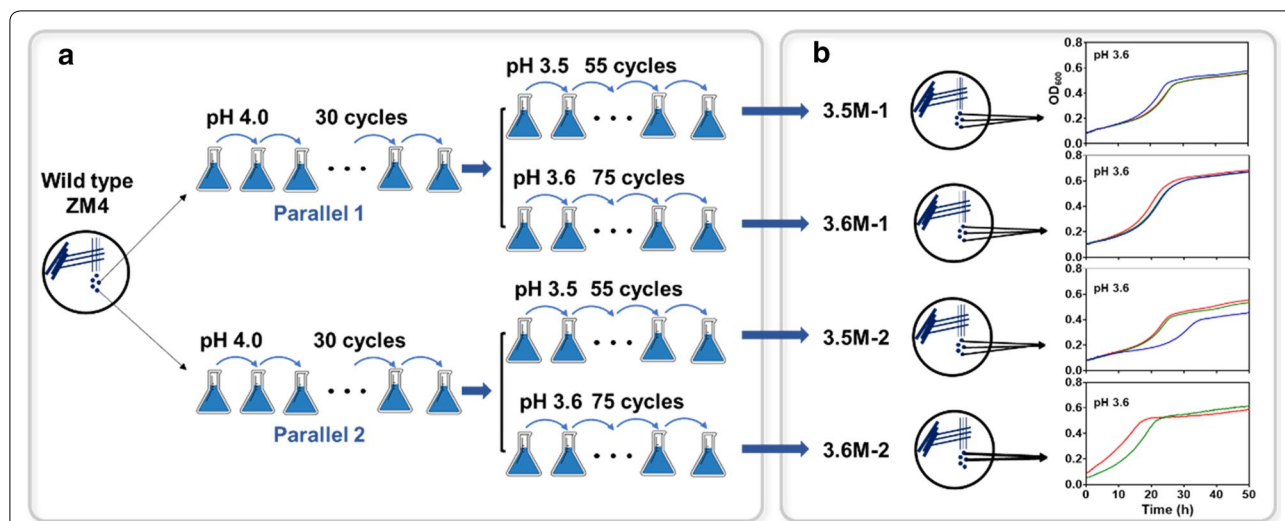 a
Wild type
ZM4
pH 4.0 30 cycles
Parallel 1
pH 3.5 55 cycles
pH 3.6 75 cycles
pH 4.0 30 cycles
Parallel 2
pH 3.5 55 cycles
pH 3.6 75 cycles
b
3.5M-1
3.6M-1
3.5M-2
3.6M-2
OD600
pH 3.6
0.8
0.6
0.4
0.2
0.0
pH 3.6
0.8
0.6
0.4
0.2
0.0
pH 3.6
0.8
0.6
0.4
0.2
0.0
pH 3.6
0.8
0.6
0.4
0.2
0.0
0 10 20 30 40 50
Time (h)